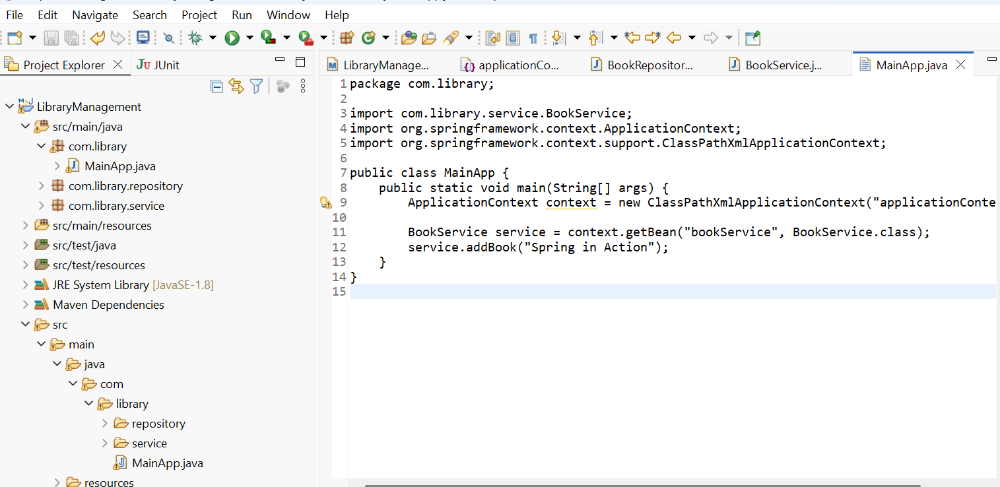 File Edit Navigate Search Project Run Window Help
Project Explorer
JUnit
LibraryManage...
applicationCo...
BookRepositor...
BookService.j...
MainApp.java
LibraryManagement
src/main/java
com.library
MainApp.java
com.library.repository
com.library.service
src/main/resources
src/test/java
src/test/resources
JRE System Library [JavaSE-1.8]
Maven Dependencies
src
main
java
com
library
repository
service
MainApp.java
resources
1 package com.library;
2
3 import com.library.service.BookService;
4 import org.springframework.context.ApplicationContext;
5 import org.springframework.context.support.ClassPathXmlApplicationContext;
6
7 public class MainApp {
8     public static void main(String[] args) {
9         ApplicationContext context = new ClassPathXmlApplicationContext("applicationConte
10
11         BookService service = context.getBean("bookService", BookService.class);
12         service.addBook("Spring in Action");
13     }
14 }
15